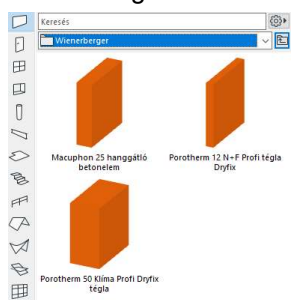 Keresés
Wienerberger
Macuphon 25 hanggátló
betonelem
Porotherm 12 N+F Profi tégla
Dryfix
Porotherm 50 Klíma Profi Dryfix
tégla